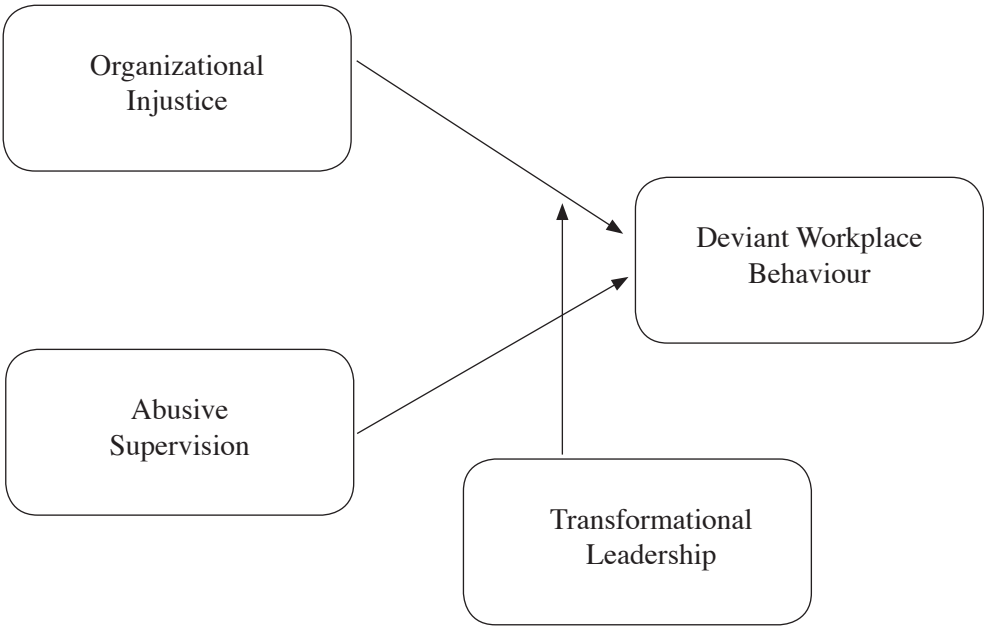 Organizational
Injustice
Deviant Workplace
Behaviour
Abusive
Supervision
Transformational
Leadership